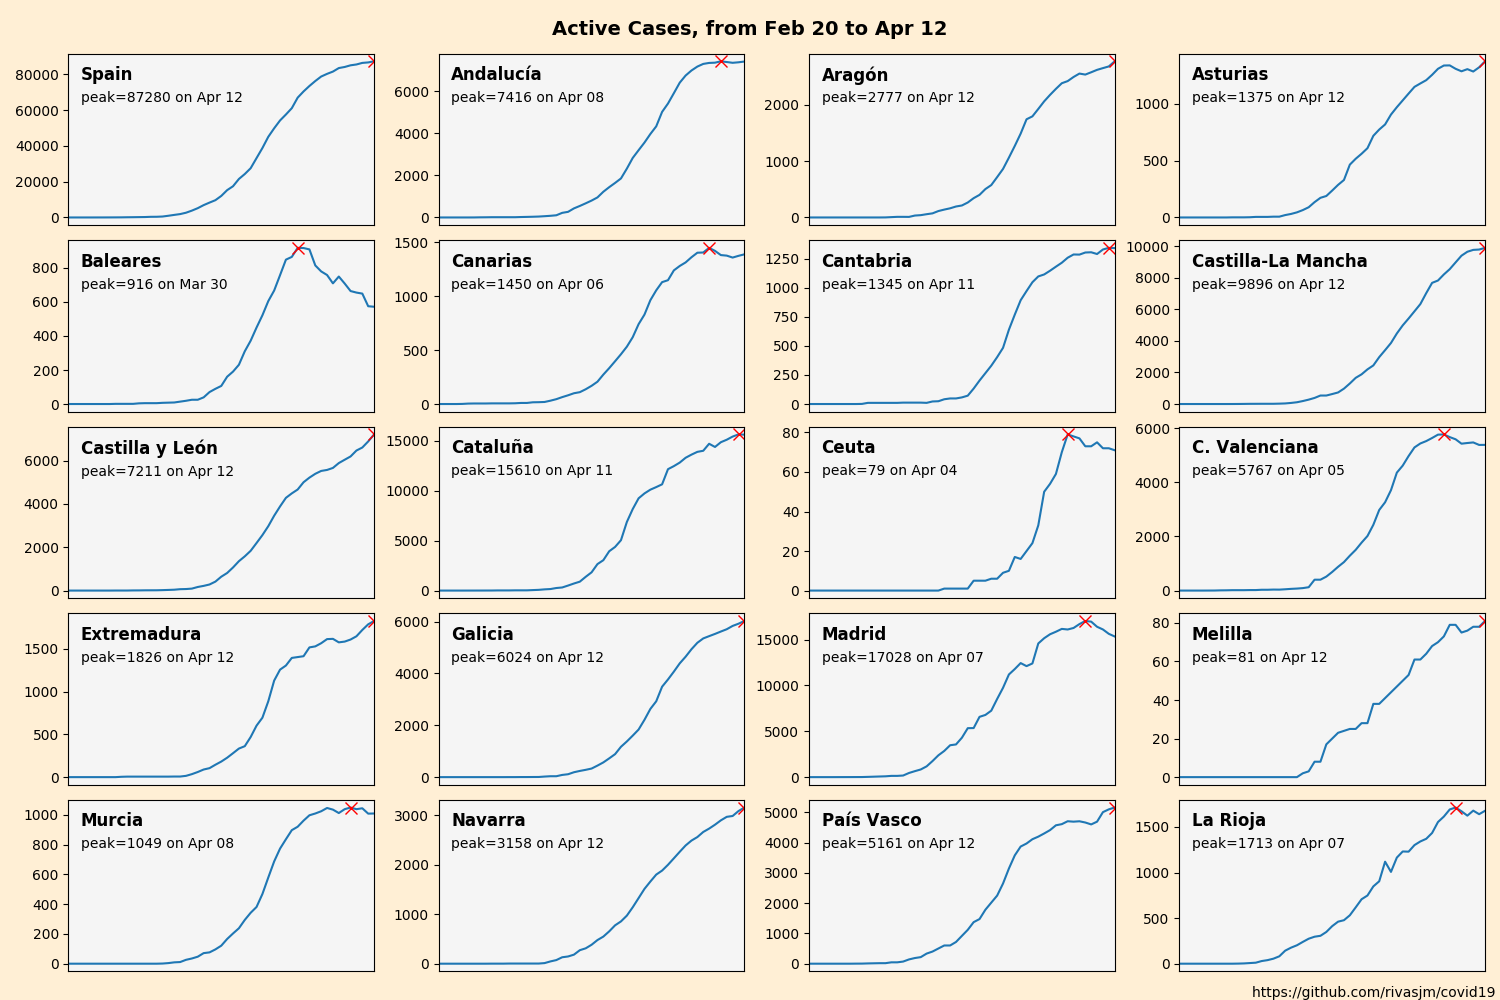 Active Cases, from Feb 20 to Apr 12
Spain
peak=87280 on Apr 12
80000
60000
40000
20000
0
Andalucía
peak=7416 on Apr 08
6000
4000
2000
0
Aragón
peak=2777 on Apr 12
2000
1000
0
Asturias
peak=1375 on Apr 12
1000
500
0
Baleares
peak=916 on Mar 30
800
600
400
200
0
Canarias
peak=1450 on Apr 06
1500
1000
500
0
Cantabria
peak=1345 on Apr 11
1250
1000
750
500
250
0
Castilla-La Mancha
peak=9896 on Apr 12
10000
8000
6000
4000
2000
0
Castilla y León
peak=7211 on Apr 12
6000
4000
2000
0
Cataluña
peak=15610 on Apr 11
15000
10000
5000
0
Ceuta
peak=79 on Apr 04
80
60
40
20
0
C. Valenciana
peak=5767 on Apr 05
6000
4000
2000
0
Extremadura
peak=1826 on Apr 12
1500
1000
500
0
Galicia
peak=6024 on Apr 12
6000
4000
2000
0
Madrid
peak=17028 on Apr 07
15000
10000
5000
0
Melilla
peak=81 on Apr 12
80
60
40
20
0
Murcia
peak=1049 on Apr 08
1000
800
600
400
200
0
Navarra
peak=3158 on Apr 12
3000
2000
1000
0
País Vasco
peak=5161 on Apr 12
5000
4000
3000
2000
1000
0
La Rioja
peak=1713 on Apr 07
1500
1000
500
0
https://github.com/rivasjm/covid19